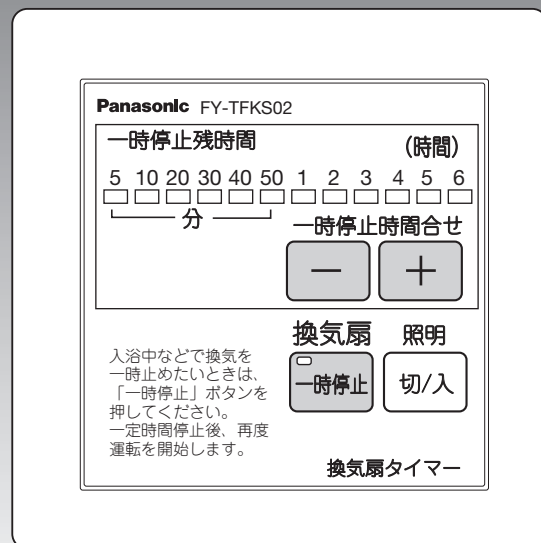 Panasonic FY-TFKS02
一時停止残時間 (時間)
5 10 20 30 40 50 1 2 3 4 5 6
分
一時停止時間合せ
− +
換気扇 照明
一時停止 切/入
入浴中などで換気を
一時止めたいときは、
「一時停止」ボタンを
押してください。
一定時間停止後、再度
運転を開始します。
換気扇タイマー